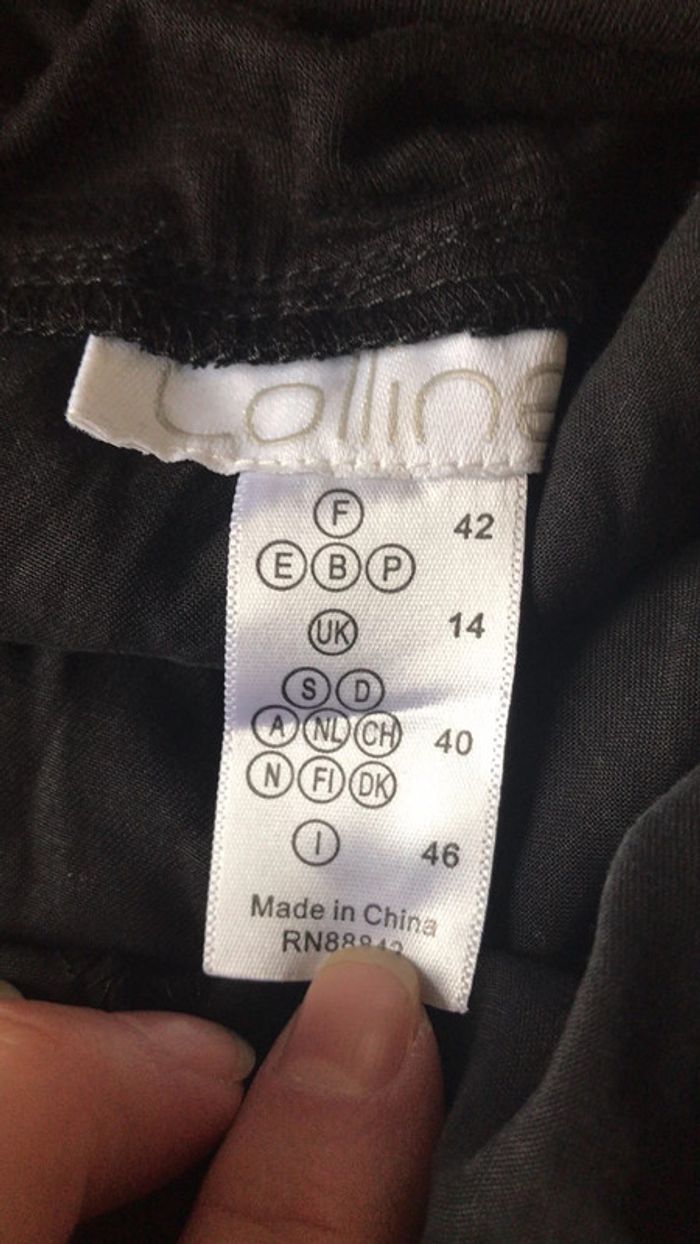 Colline
F 42
E B P
UK 14
S D
A NL CH 40
N FI DK
I 46
Made in China